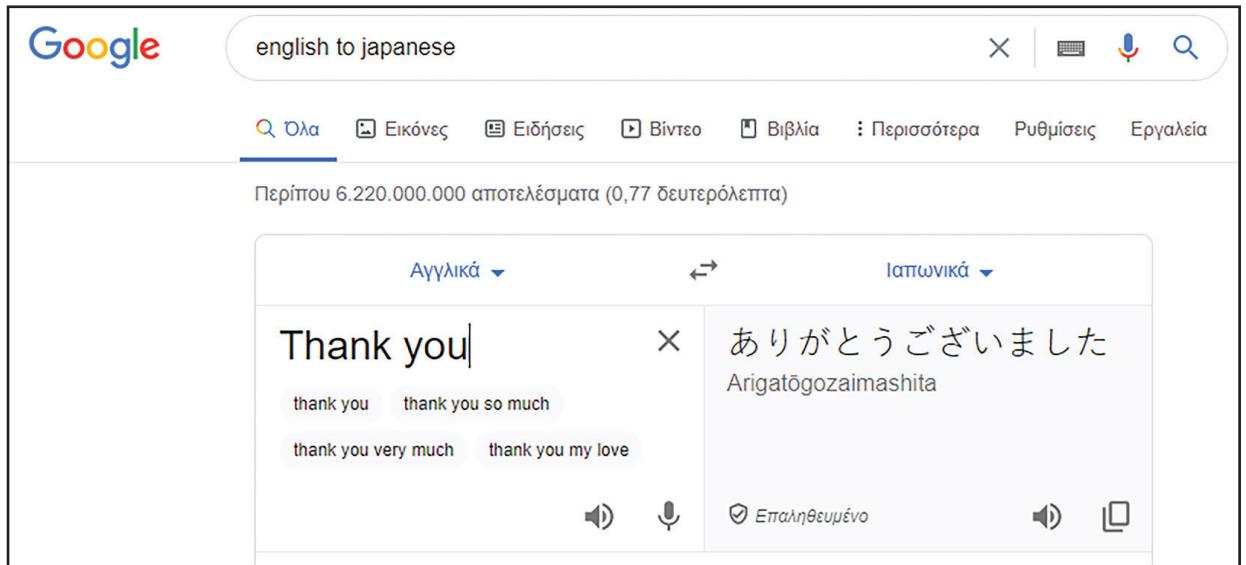 Google english to japanese
Όλα Εικόνες Ειδήσεις Βίντεο Βιβλία Περισσότερα Ρυθμίσεις Εργαλεία
Περίπου 6.220.000.000 αποτελέσματα (0,77 δευτερόλεπτα)
Αγγλικά Ιαπωνικά
Thank you ありがとうございました
Arigatōgozaimashita
thank you thank you so much
thank you very much thank you my love
Επαληθευμένο